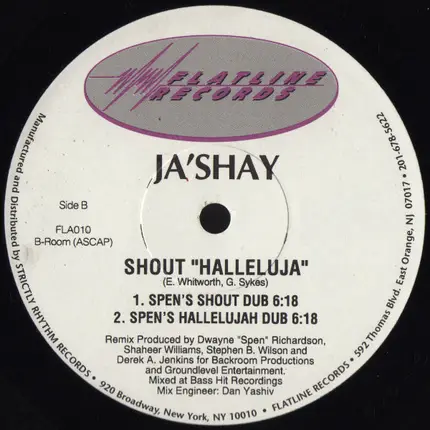 FLATLINE
RECORDS
JA'SHAY
Side B
FLA010
B-Room (ASCAP)
SHOUT "HALLELUJA"
(E. Whitworth, G. Sykes)
1. SPEN'S SHOUT DUB 6:18
2. SPEN'S HALLELUJAH DUB 6:18
Remix Produced by Dwayne "Spen" Richardson,
Shaheer Williams, Stephen B. Wilson and
Derek A. Jenkins for Backroom Productions
and Groundlevel Entertainment.
Mixed at Bass Hit Recordings
Mix Engineer: Dan Yashiv
Manufactured and Distributed by STRICTLY RHYTHM RECORDS • 920 Broadway, New York, NY 10010 • FLATLINE RECORDS • 592 Thomas Blvd. East Orange, NJ 07017 • 201-678-5622